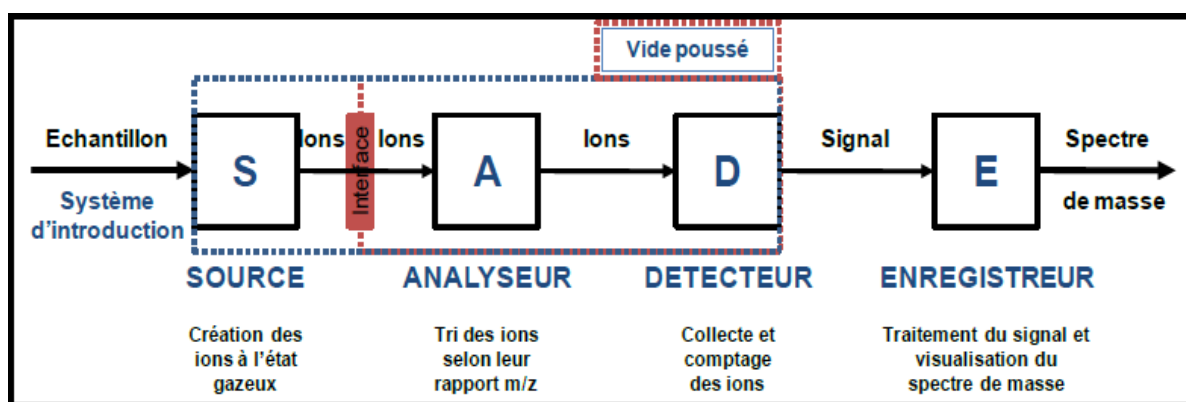 Vide poussé
Echantillon
Ions
Interface
Ions
Ions
Signal
Spectre
S
A
D
E
Système
d'introduction
de masse
SOURCE
ANALYSEUR
DETECTEUR
ENREGISTREUR
Création des
ions à l'état
gazeux
Tri des ions
selon leur
rapport m/z
Collecte et
comptage
des ions
Traitement du signal et
visualisation du
spectre de masse